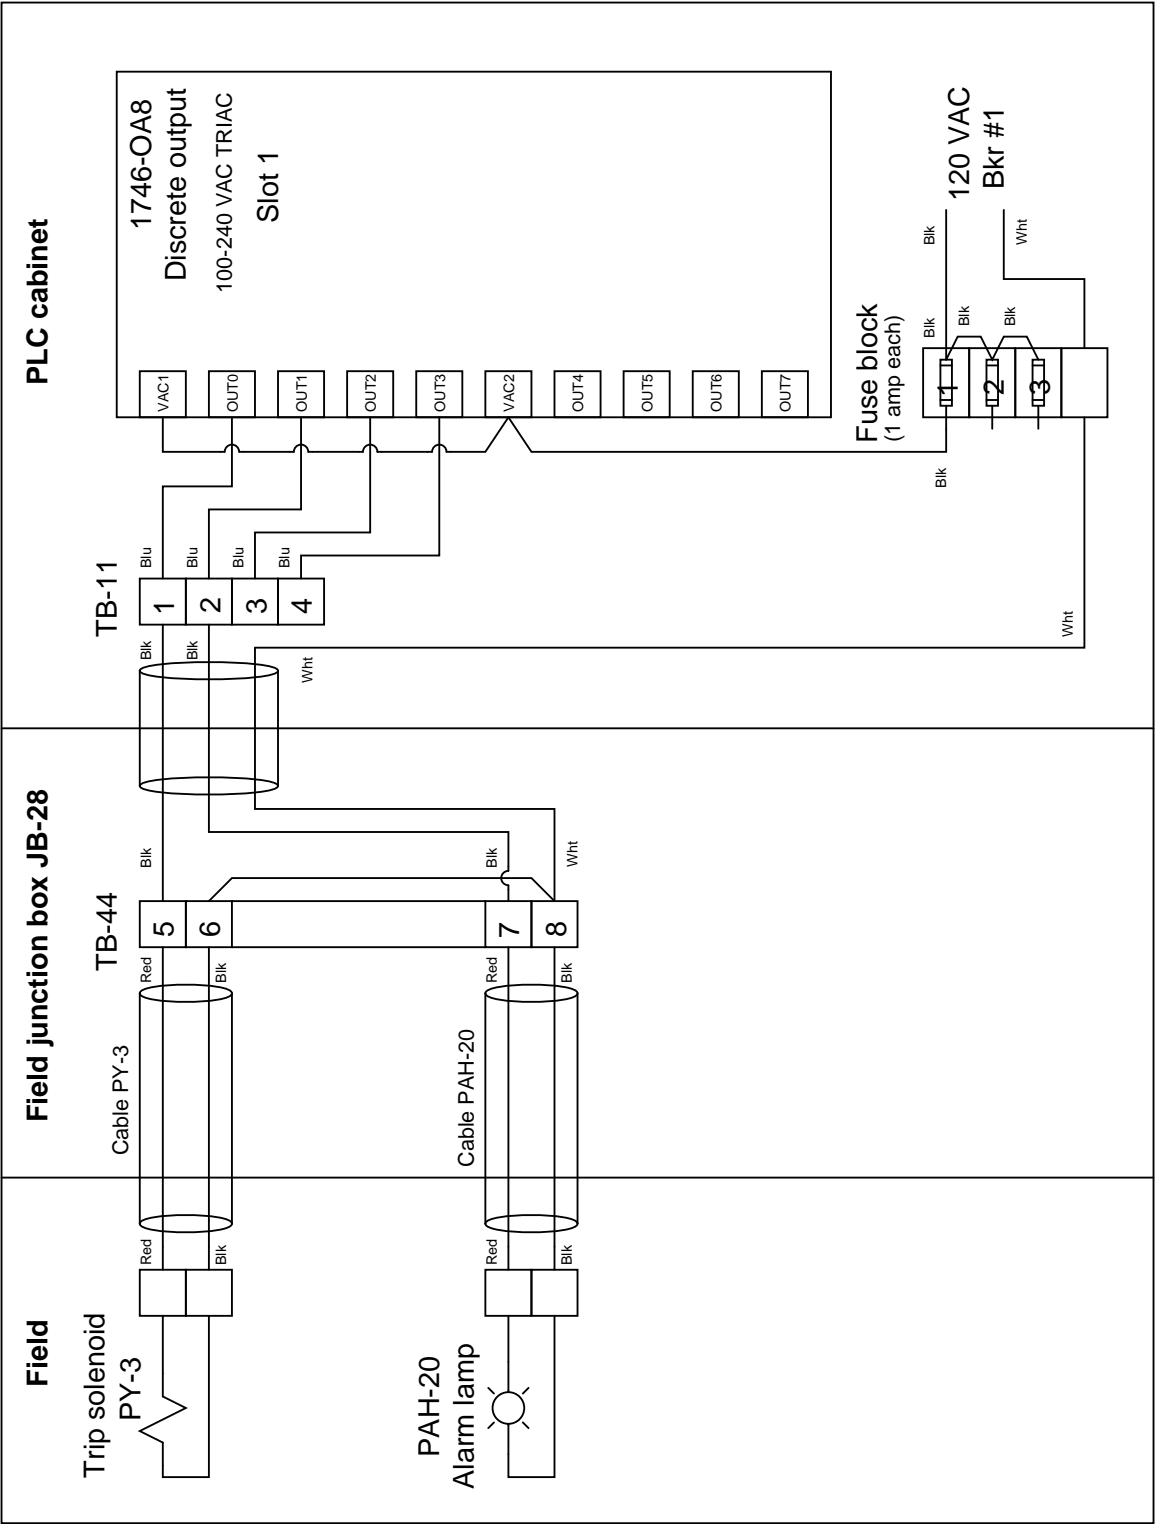 Field
Field junction box JB-28
PLC cabinet
Trip solenoid
PY-3
Red
Blk
Cable PY-3
Red
Blk
TB-44
5
6
7
8
Blk
Blk
Wht
PAH-20
Alarm lamp
Red
Blk
Cable PAH-20
Red
Blk
TB-11
1
2
3
4
Blk
Blk
Wht
Blu
Blu
Blu
Blu
VAC1
OUT0
OUT1
OUT2
OUT3
VAC2
OUT4
OUT5
OUT6
OUT7
1746-OA8
Discrete output
100-240 VAC TRIAC
Slot 1
Fuse block
(1 amp each)
1
2
3
Blk
Blk
Blk
Blk
Blk
Wht
Wht
120 VAC
Bkr #1